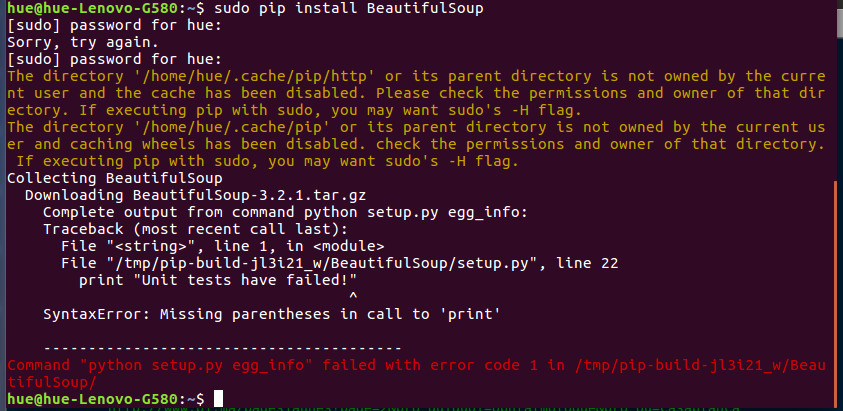 hue@hue-Lenovo-G580:~$ sudo pip install BeautifulSoup
[sudo] password for hue:
Sorry, try again.
[sudo] password for hue:
The directory '/home/hue/.cache/pip/http' or its parent directory is not owned by the curre
nt user and the cache has been disabled. Please check the permissions and owner of that dir
ectory. If executing pip with sudo, you may want sudo's -H flag.
The directory '/home/hue/.cache/pip' or its parent directory is not owned by the current us
er and caching wheels has been disabled. check the permissions and owner of that directory.
 If executing pip with sudo, you may want sudo's -H flag.
Collecting BeautifulSoup
  Downloading BeautifulSoup-3.2.1.tar.gz
    Complete output from command python setup.py egg_info:
    Traceback (most recent call last):
      File "<string>", line 1, in <module>
      File "/tmp/pip-build-jl3i21_w/BeautifulSoup/setup.py", line 22
        print "Unit tests have failed!"
                                      ^
    SyntaxError: Missing parentheses in call to 'print'
    ----------------------------------------
Command "python setup.py egg_info" failed with error code 1 in /tmp/pip-build-jl3i21_w/Beau
tifulSoup/
hue@hue-Lenovo-G580:~$